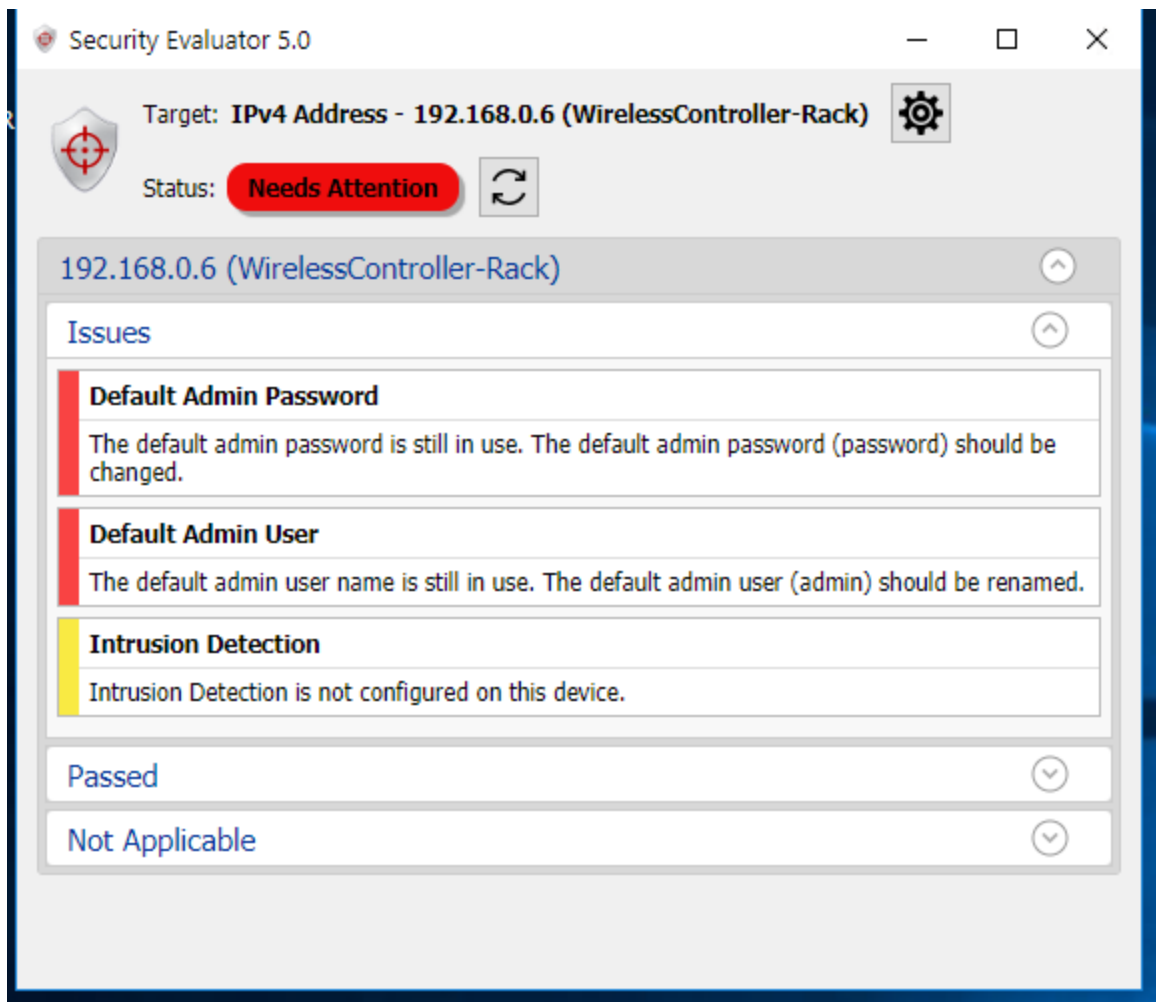 Security Evaluator 5.0
R
Target: IPv4 Address - 192.168.0.6 (WirelessController-Rack)
Status: Needs Attention
192.168.0.6 (WirelessController-Rack)
Issues
Default Admin Password
The default admin password is still in use. The default admin password (password) should be
changed.
Default Admin User
The default admin user name is still in use. The default admin user (admin) should be renamed.
Intrusion Detection
Intrusion Detection is not configured on this device.
Passed
Not Applicable